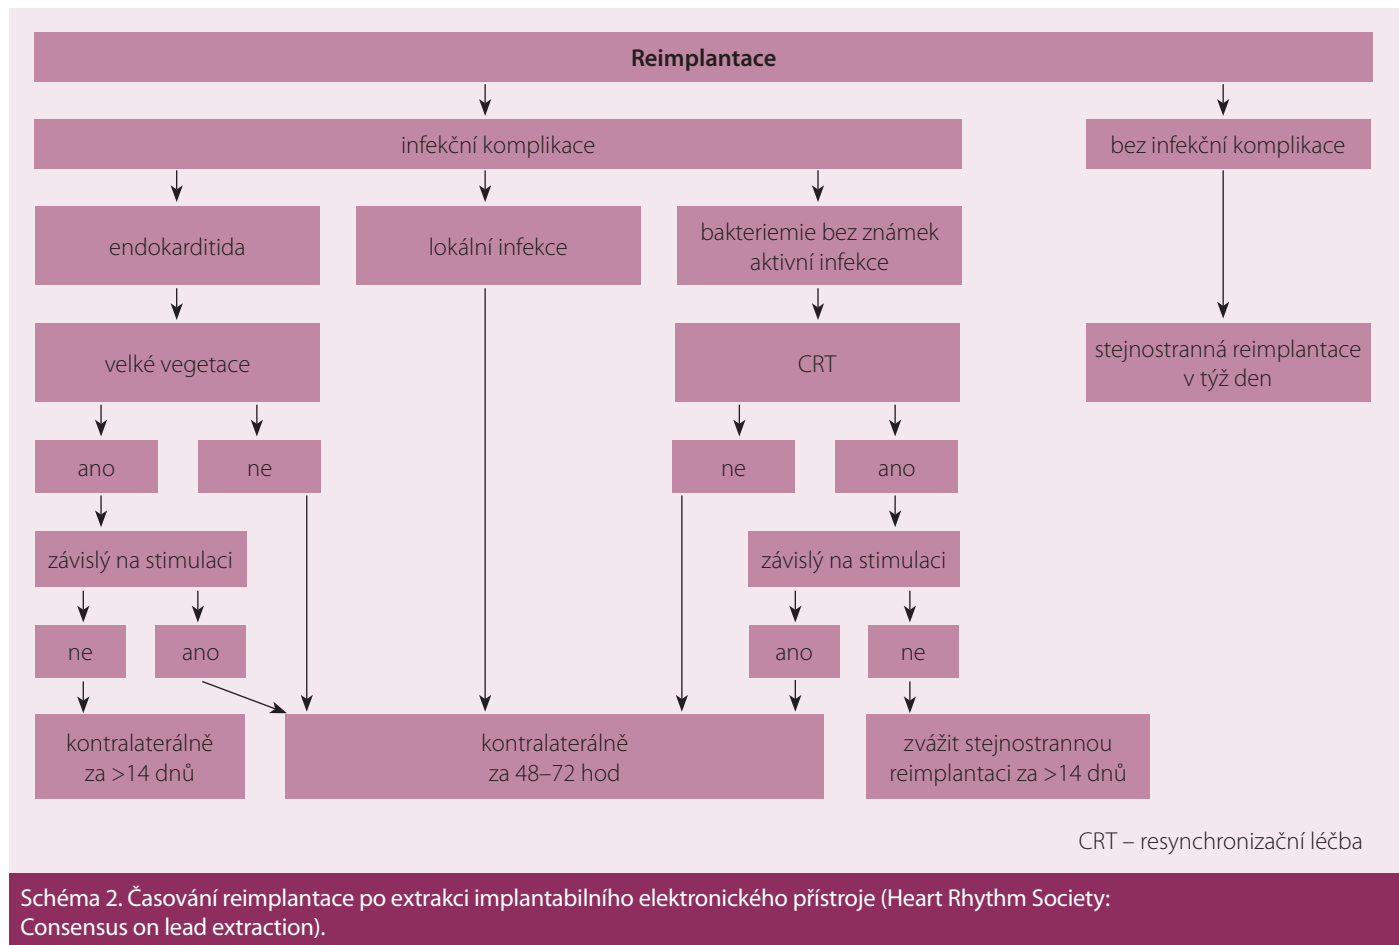 Reimplantace
infekční komplikace
bez infekční komplikace
endokarditida
lokální infekce
bakteriemie bez známek
aktivní infekce
velké vegetace
CRT
stejnostranná reimplantace
v týž den
ano
ne
ne
ano
závislý na stimulaci
závislý na stimulaci
ne
ano
ano
ne
kontralaterálně
za >14 dnů
kontralaterálně
za 48–72 hod
zvážit stejnostrannou
reimplantaci za >14 dnů
CRT – resynchronizační léčba
Schéma 2. Časování reimplantace po extrakci implantabilního elektronického přístroje (Heart Rhythm Society:
Consensus on lead extraction).